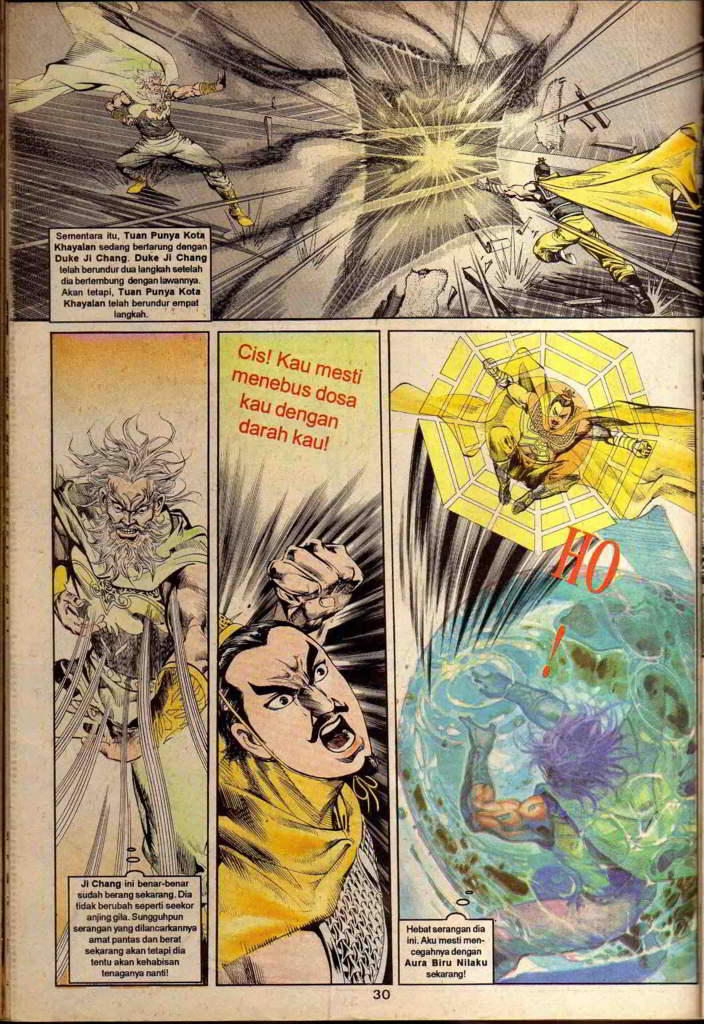 Sementara itu, Tuan Punya Kota
Khayalan sedang bertarung dengan
Duke Ji Chang. Duke Ji Chang
telah berundur dua langkah setelah
dia bertembung dengan lawannya.
Akan tetapi, Tuan Punya Kota
Khayalan telah berundur empat
langkah.
Cis! Kau mesti
menebus dosa
kau dengan
darah kau!
HO
!
Ji Chang ini benar-benar
sudah berang sekarang. Dia
tidak berubah seperti seekor
anjing gila. Sungguhpun
serangan yang dilancarkannya
amat pantas dan berat
sekarang akan tetapi dia
tentu akan kehabisan
tenaganya nanti!
Hebat serangan dia
ini. Aku mesti men-
cegahnya dengan
Aura Biru Nilaku
sekarang!
30